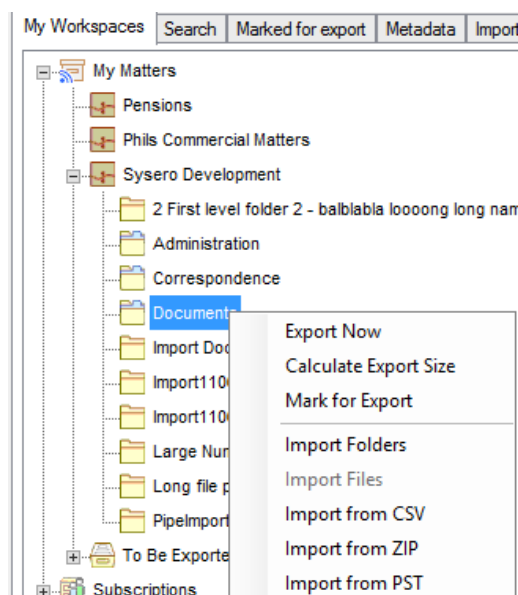 My Workspaces Search Marked for export Metadata Import
My Matters
Pensions
Phils Commercial Matters
Sysero Development
2 First level folder 2 - balblabla loooong long nam
Administration
Correspondence
Documents
Import Doc
Import110
Import110
Large Nur
Long file p
PipeImport
To Be Exporte
Subscriptions
Export Now
Calculate Export Size
Mark for Export
Import Folders
Import Files
Import from CSV
Import from ZIP
Import from PST